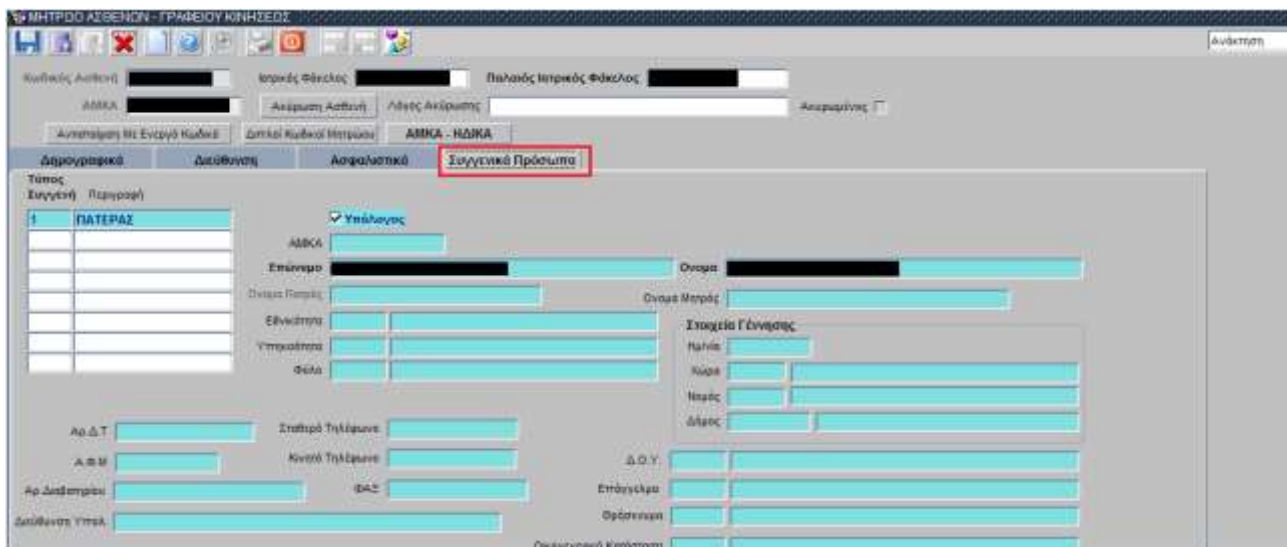 ΜΗΤΡΩΟ ΑΣΘΕΝΩΝ - ΓΡΑΦΕΙΟΥ ΚΙΝΗΣΕΩΣ
Ανάκτηση
Κωδικός Ασθενή Ιατρικός Φάκελος Παλαιός Ιατρικός Φάκελος
ΑΜΚΑ Ακύρωση Ασθενή Λόγος Ακύρωσης Ακυρωμένος
Αντιστοίχιση Με Ενεργό Κωδικό Διπλοί Κωδικοί Μητρώου ΑΜΚΑ - ΗΔΙΚΑ
Δημογραφικά Διεύθυνση Ασφαλιστικά Συγγενικά Πρόσωπα
Τύπος
Συγγενή Περιγραφή
1 ΠΑΤΕΡΑΣ Υπόλογος
ΑΜΚΑ
Επώνυμο Ονομα
Ονομα Πατρός Ονομα Μητρός
Εθνικότητα Στοιχεία Γέννησης
Υπηκοότητα Ημ/νία
Φύλο Χώρα
Νομός
Αρ.Δ.Τ Σταθερό Τηλέφωνο Δήμος
Α.Φ.Μ Κινητό Τηλέφωνο Δ.Ο.Υ.
Αρ.Διαβατηρίου ΦΑΞ Επάγγελμα
Διεύθυνση Υπολ. Θρήσκευμα
Οικογενειακή Κατάσταση